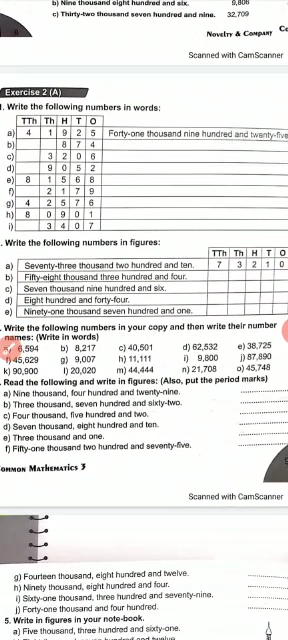 b) Nine thousand eight hundred and six. 9,806
c) Thirty-two thousand seven hundred and nine. 32,709
Novelty & Company
Scanned with CamScanner
Exercise 2 (A)
1. Write the following numbers in words:
TTh Th H T O
a) 4 1 9 2 5 Forty-one thousand nine hundred and twenty-five
b) 8 7 4
c) 3 2 0 6
d) 9 0 5 2
e) 8 1 5 6 8
f) 2 1 7 9
g) 4 2 5 7 6
h) 8 0 9 0 1
i) 3 4 0 7
. Write the following numbers in figures:
TTh Th H T O
a) Seventy-three thousand two hundred and ten. 7 3 2 1 0
b) Fifty-eight thousand three hundred and four.
c) Seven thousand nine hundred and six.
d) Eight hundred and forty-four.
e) Ninety-one thousand seven hundred and one.
. Write the following numbers in your copy and then write their number
names: (Write in words)
6,594 b) 8,217 c) 40,501 d) 62,532 e) 38,725
f) 45,629 g) 9,007 h) 11,111 i) 9,800 j) 87,890
k) 90,900 l) 20,020 m) 44,444 n) 21,708 o) 45,748
. Read the following and write in figures: (Also, put the period marks)
a) Nine thousand, four hundred and twenty-nine.
b) Three thousand, seven hundred and sixty-two.
c) Four thousand, five hundred and two.
d) Seven thousand, eight hundred and ten.
e) Three thousand and one.
f) Fifty-one thousand two hundred and seventy-five.
ommon Mathematics 3
Scanned with CamScanner
g) Fourteen thousand, eight hundred and twelve.
h) Ninety thousand, eight hundred and four.
i) Sixty-one thousand, three hundred and seventy-nine.
j) Forty-one thousand and four hundred.
5. Write in figures in your note-book.
a) Five thousand, three hundred and sixty-one.